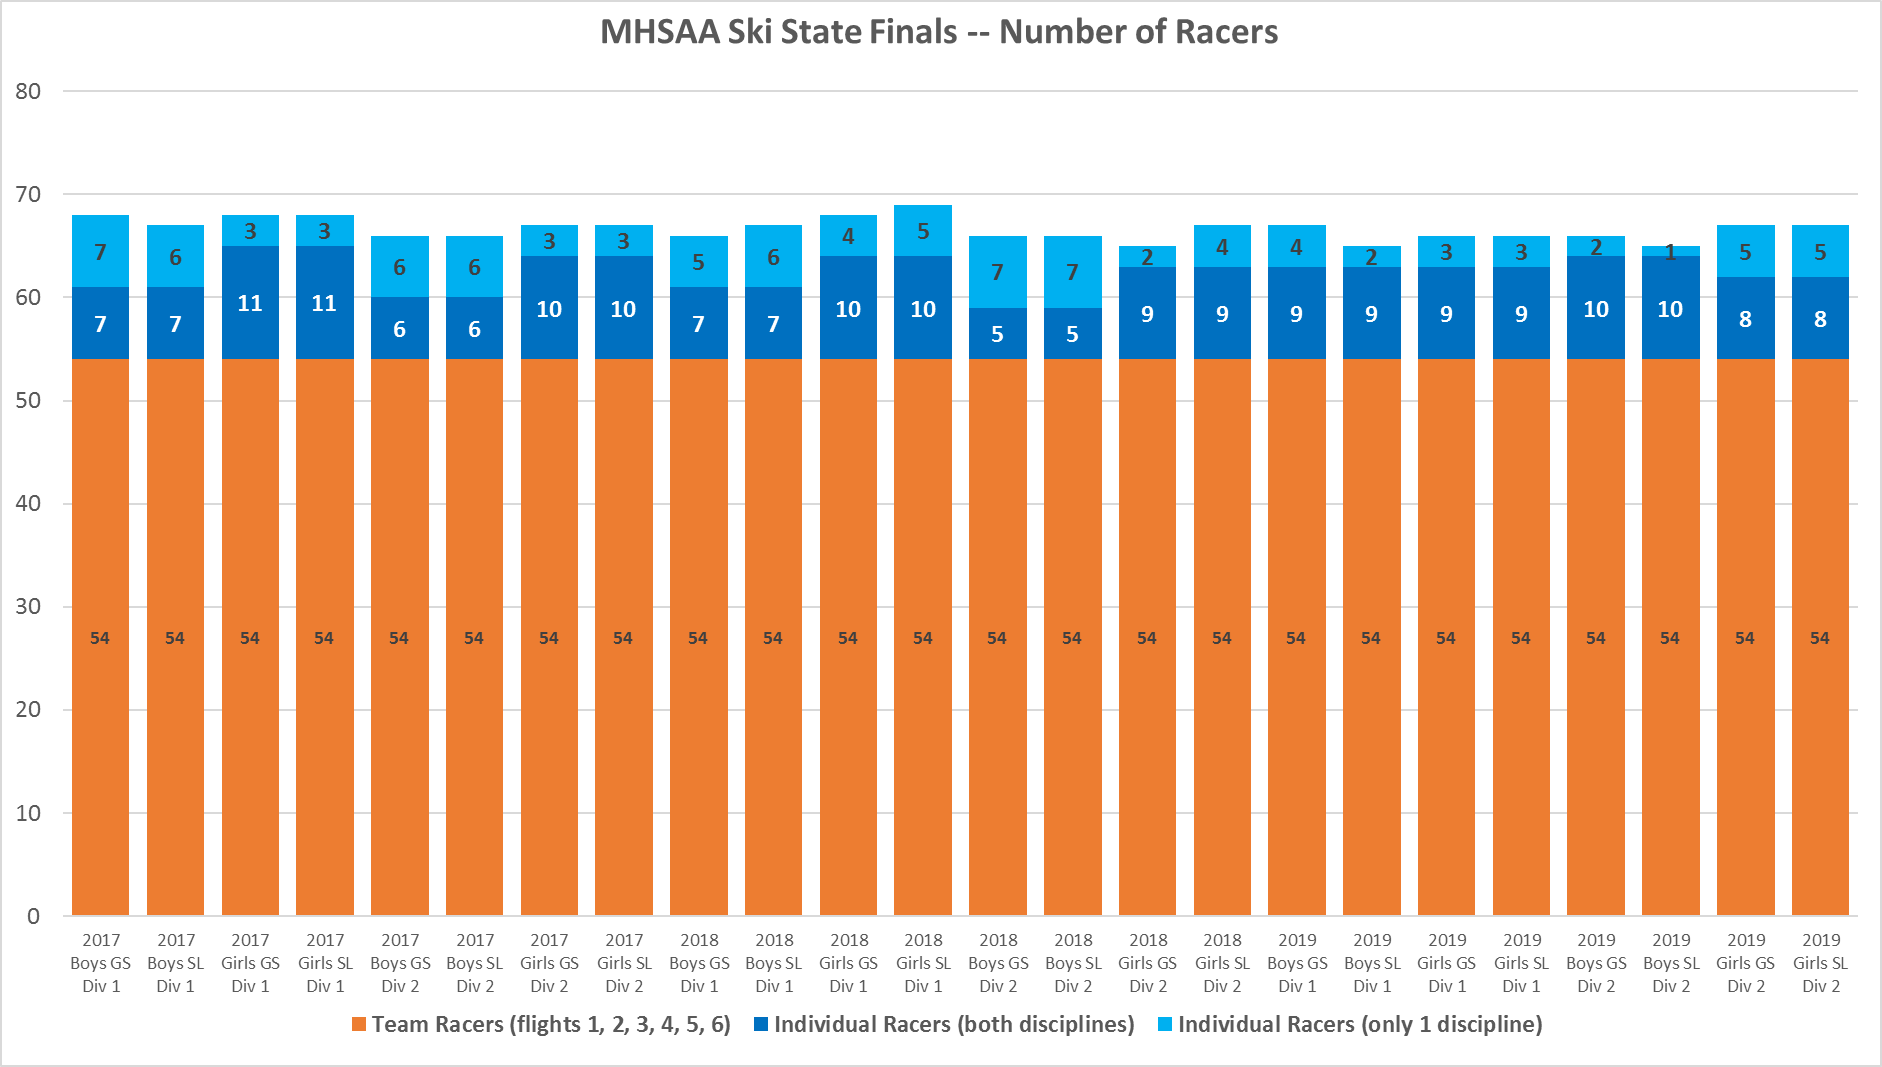 MHSAA Ski State Finals -- Number of Racers
80
70
60
50
40
30
20
10
0
7 6 3 3 6 6 3 3 5 6 4 5 7 7 2 4 4 2 3 3 2 1 5 5
7 7 11 11 6 6 10 10 7 7 10 10 5 5 9 9 9 9 9 9 10 10 8 8
54 54 54 54 54 54 54 54 54 54 54 54 54 54 54 54 54 54 54 54 54 54 54 54
2017 2017 2017 2017 2017 2017 2017 2017 2018 2018 2018 2018 2018 2018 2018 2018 2019 2019 2019 2019 2019 2019 2019 2019
Boys GS Boys SL Girls GS Girls SL Boys GS Boys SL Girls GS Girls SL Boys GS Boys SL Girls GS Girls SL Boys GS Boys SL Girls GS Girls SL Boys GS Boys SL Girls GS Girls SL Boys GS Boys SL Girls GS Girls SL
Div 1 Div 1 Div 1 Div 1 Div 2 Div 2 Div 2 Div 2 Div 1 Div 1 Div 1 Div 1 Div 2 Div 2 Div 2 Div 2 Div 1 Div 1 Div 1 Div 1 Div 2 Div 2 Div 2 Div 2
Team Racers (flights 1, 2, 3, 4, 5, 6) Individual Racers (both disciplines) Individual Racers (only 1 discipline)